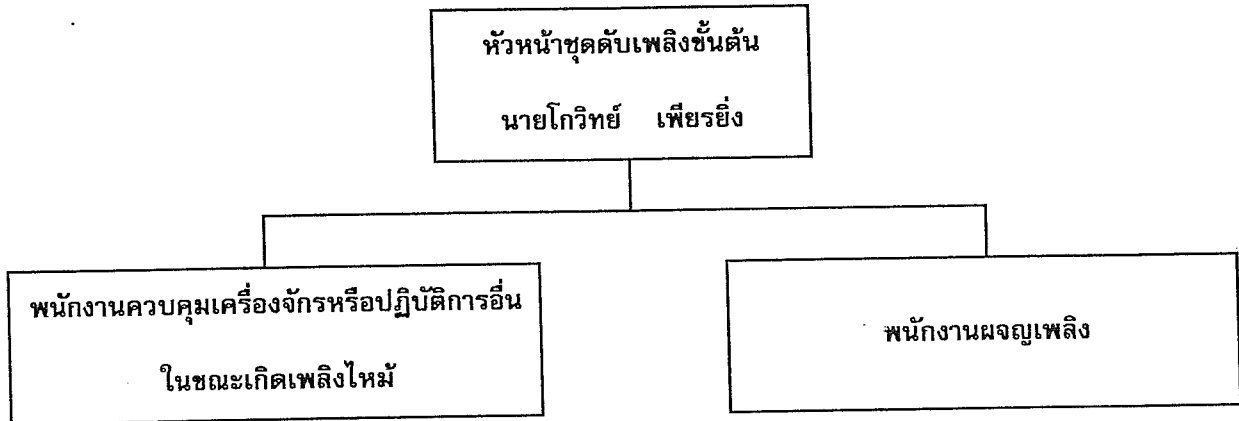 หัวหน้าชุดดับเพลิงขั้นต้น
นายโกวิทย์ เพียรยิ่ง
พนักงานควบคุมเครื่องจักรหรือปฏิบัติการอื่น
ในขณะเกิดเพลิงไหม้
พนักงานผจญเพลิง